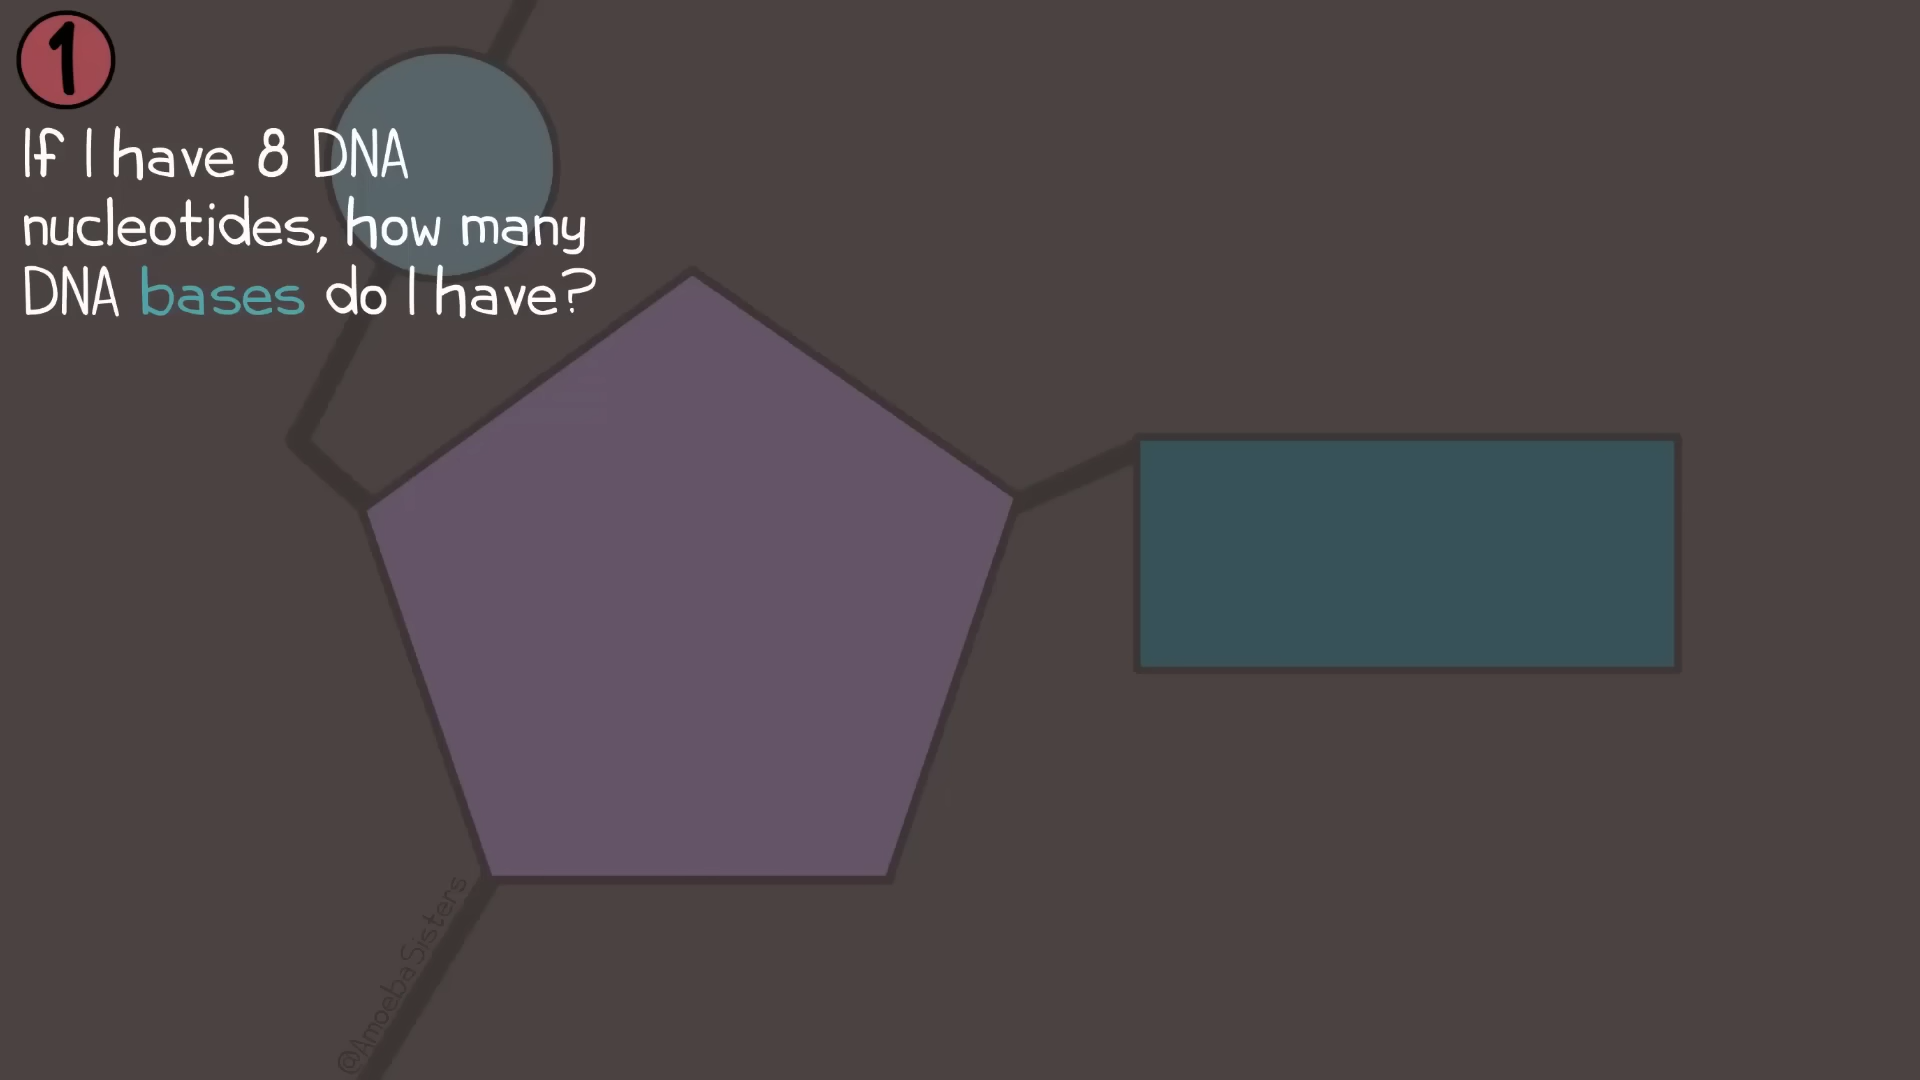 1
If I have 8 DNA
nucleotides, how many
DNA bases do I have?
@AmoebaSisters